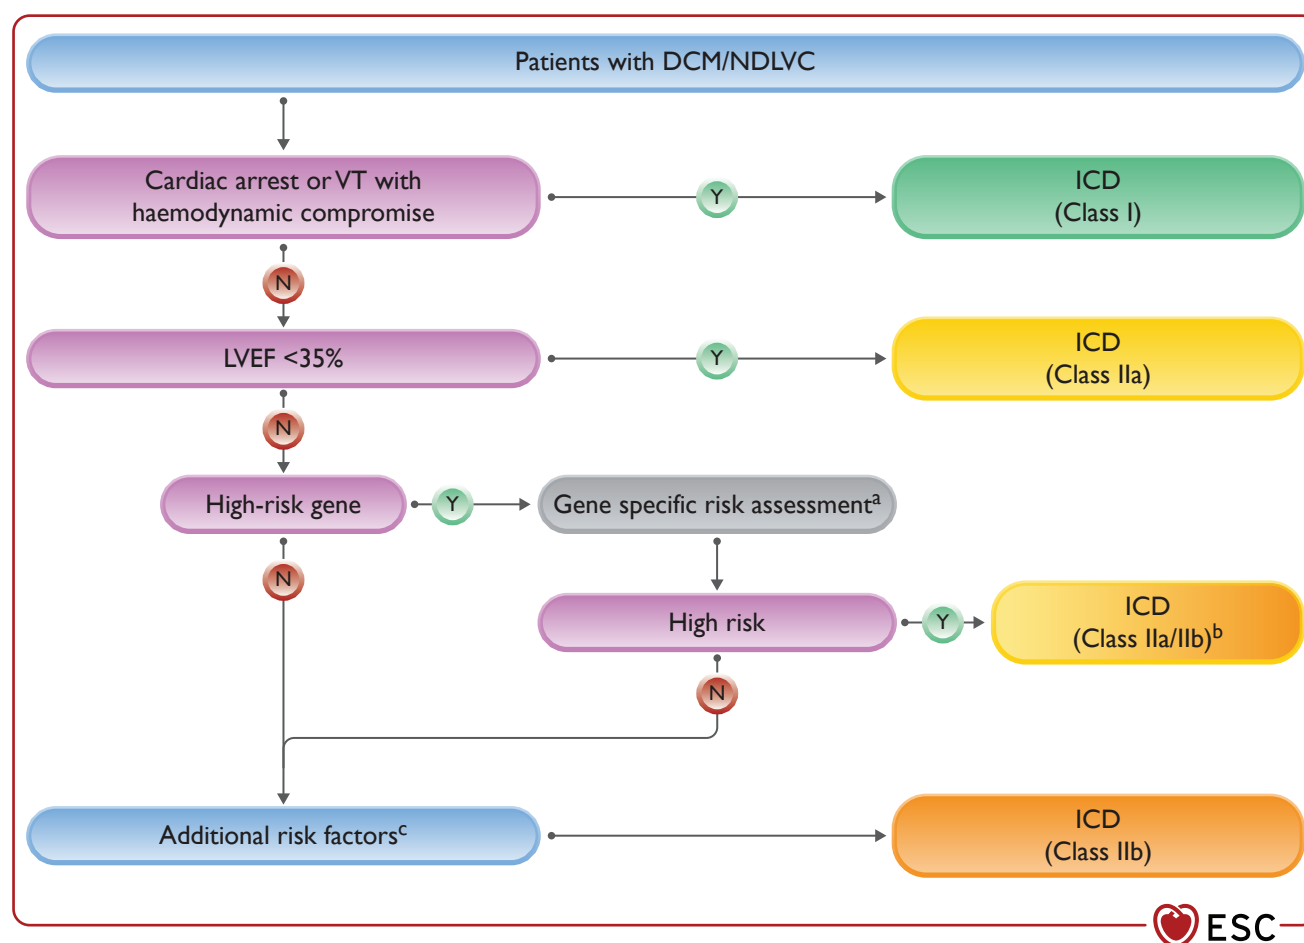 Patients with DCM/NDLVC
Cardiac arrest or VT with
haemodynamic compromise
Y
ICD
(Class I)
N
LVEF <35%
Y
ICD
(Class IIa)
N
High-risk gene
Y
Gene specific risk assessmentᵃ
N
High risk
Y
ICD
(Class IIa/IIb)ᵇ
N
Additional risk factorsᶜ
ICD
(Class IIb)
ESC